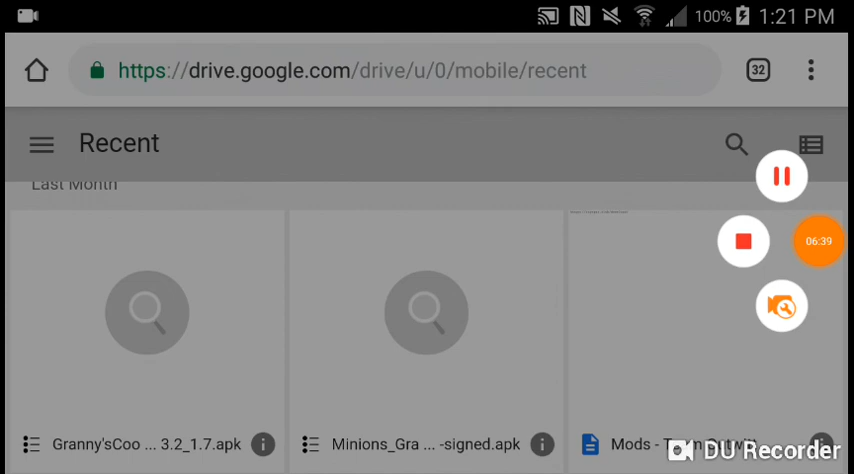 100% 1:21 PM
https://drive.google.com/drive/u/0/mobile/recent 32
Recent
Last Month
06:39
Granny'sCoo ... 3.2_1.7.apk
Minions_Gra ... -signed.apk
Mods -
DU Recorder